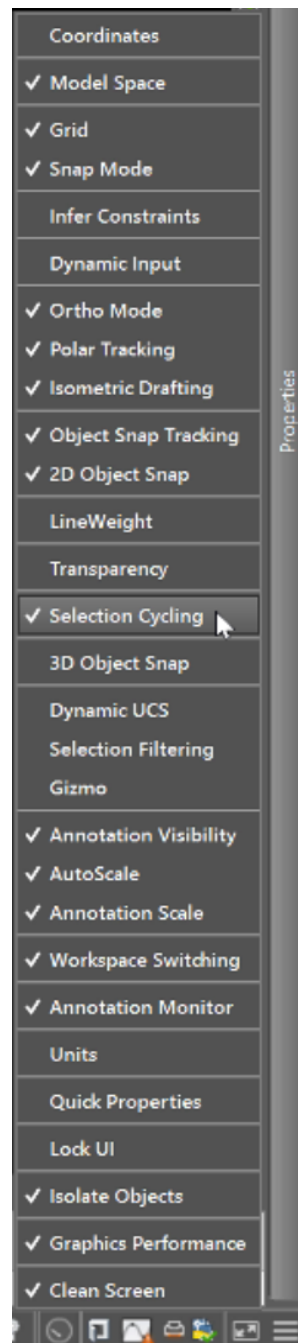 Coordinates
✓ Model Space
✓ Grid
✓ Snap Mode
Infer Constraints
Dynamic Input
✓ Ortho Mode
✓ Polar Tracking
✓ Isometric Drafting
✓ Object Snap Tracking
✓ 2D Object Snap
LineWeight
Transparency
✓ Selection Cycling
3D Object Snap
Dynamic UCS
Selection Filtering
Gizmo
✓ Annotation Visibility
✓ AutoScale
✓ Annotation Scale
✓ Workspace Switching
✓ Annotation Monitor
Units
Quick Properties
Lock UI
✓ Isolate Objects
✓ Graphics Performance
✓ Clean Screen
Properties